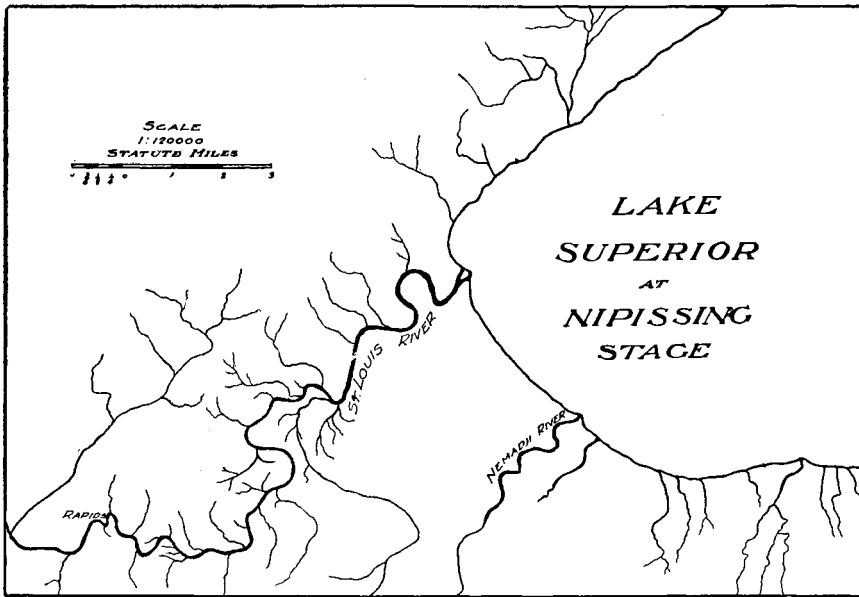 SCALE
1:120000
STATUTE MILES
0 1 2 3
LAKE
SUPERIOR
AT
NIPISSING
STAGE
St. LOUIS RIVER
NEMADJI RIVER
RAPIDS